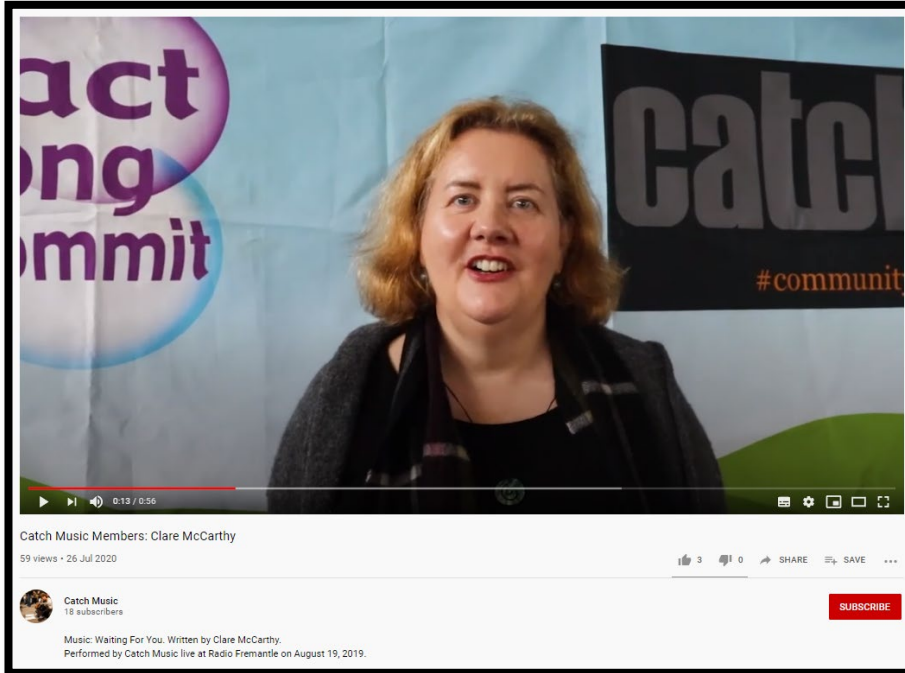 act
ong
ommit
catch
#community
0:13 / 0:56
Catch Music Members: Clare McCarthy
59 views • 26 Jul 2020
3
0
SHARE
SAVE
Catch Music
18 subscribers
SUBSCRIBE
Music: Waiting For You. Written by Clare McCarthy.
Performed by Catch Music live at Radio Fremantle on August 19, 2019.